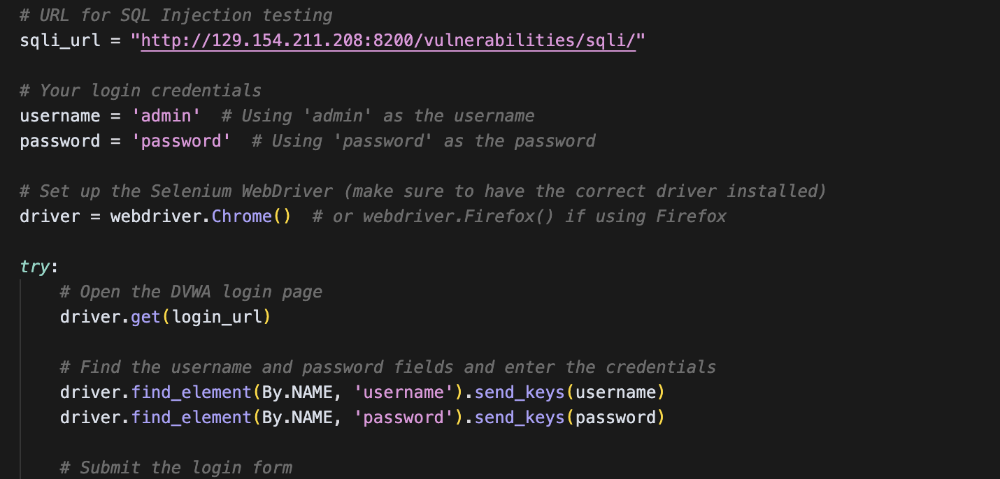 # URL for SQL Injection testing
sqli_url = "http://129.154.211.208:8200/vulnerabilities/sqli/"
# Your login credentials
username = 'admin'  # Using 'admin' as the username
password = 'password'  # Using 'password' as the password
# Set up the Selenium WebDriver (make sure to have the correct driver installed)
driver = webdriver.Chrome()  # or webdriver.Firefox() if using Firefox
try:
    # Open the DVWA login page
    driver.get(login_url)
    # Find the username and password fields and enter the credentials
    driver.find_element(By.NAME, 'username').send_keys(username)
    driver.find_element(By.NAME, 'password').send_keys(password)
    # Submit the login form